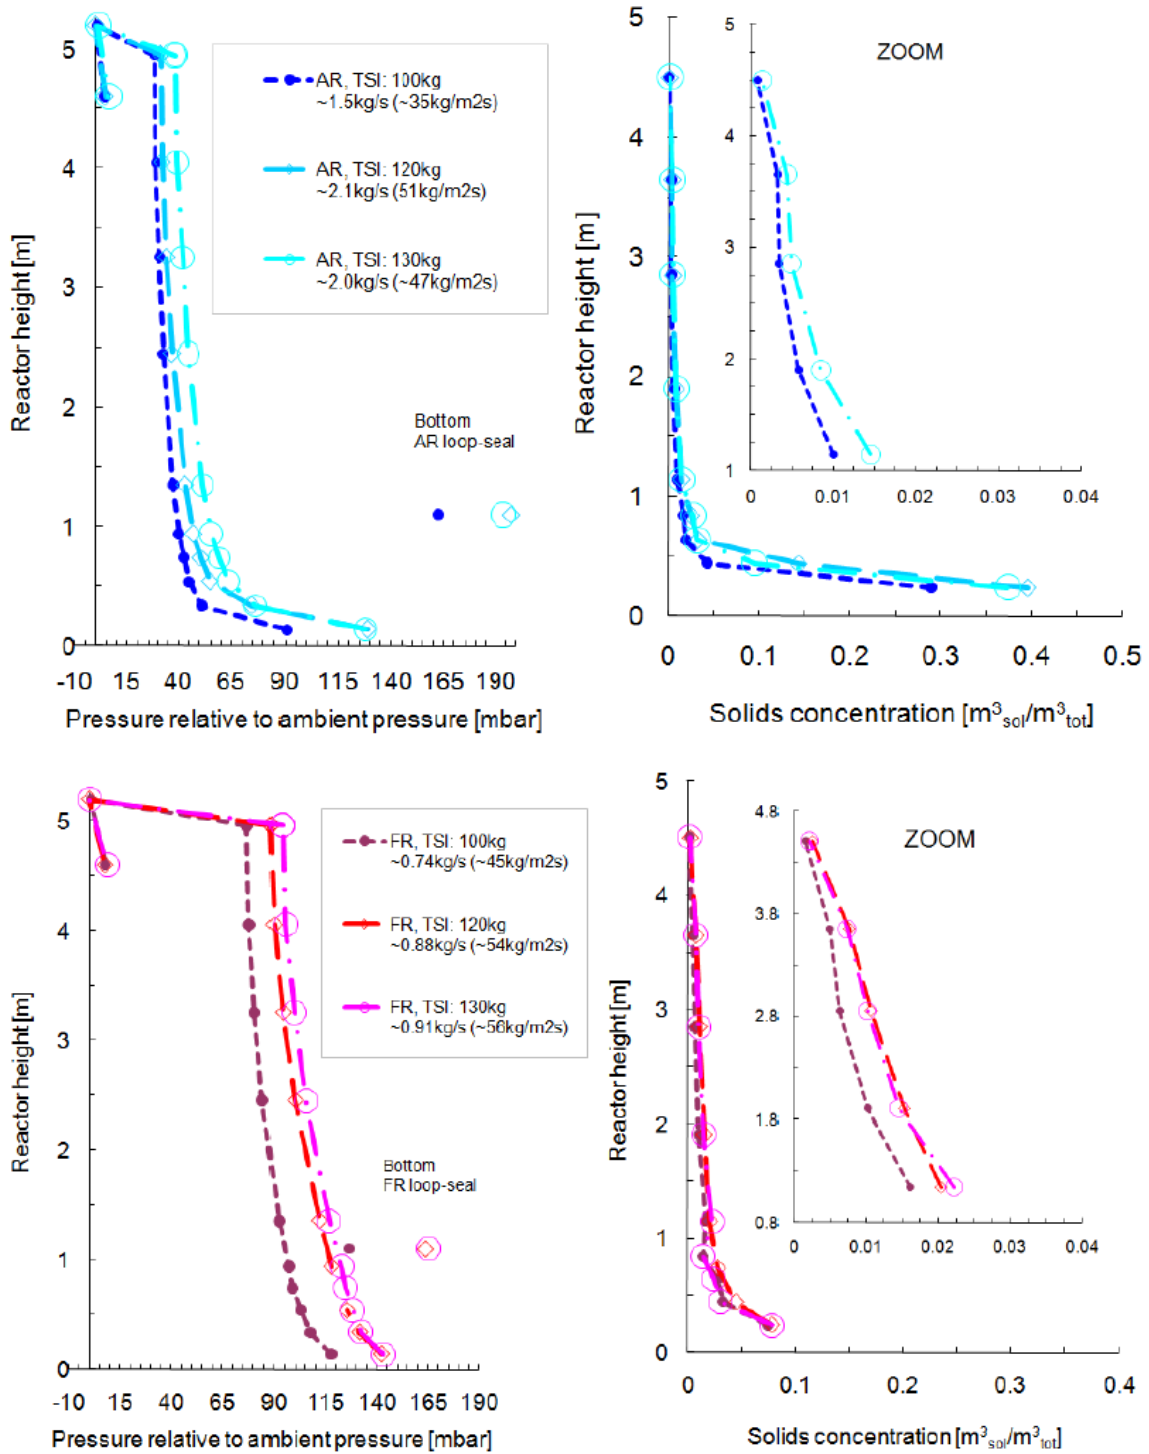 AR, TSI: 100kg
~1.5kg/s (~35kg/m2s)
AR, TSI: 120kg
~2.1kg/s (51kg/m2s)
AR, TSI: 130kg
~2.0kg/s (~47kg/m2s)
Bottom
AR loop-seal
Reactor height [m]
5
4
3
2
1
0
-10 15 40 65 90 115 140 165 190
Pressure relative to ambient pressure [mbar]
ZOOM
5
4
3
2
1
0 0.01 0.02 0.03 0.04
Reactor height [m]
5
4
3
2
1
0
0 0.1 0.2 0.3 0.4 0.5
Solids concentration [m³sol/m³tot]
FR, TSI: 100kg
~0.74kg/s (~45kg/m2s)
FR, TSI: 120kg
~0.88kg/s (~54kg/m2s)
FR, TSI: 130kg
~0.91kg/s (~56kg/m2s)
Bottom
FR loop-seal
Reactor height [m]
5
4
3
2
1
0
-10 15 40 65 90 115 140 165 190
Pressure relative to ambient pressure [mbar]
ZOOM
4.8
3.8
2.8
1.8
0.8
0 0.01 0.02 0.03 0.04
Reactor height [m]
5
4
3
2
1
0
0 0.1 0.2 0.3 0.4
Solids concentration [m³sol/m³tot]